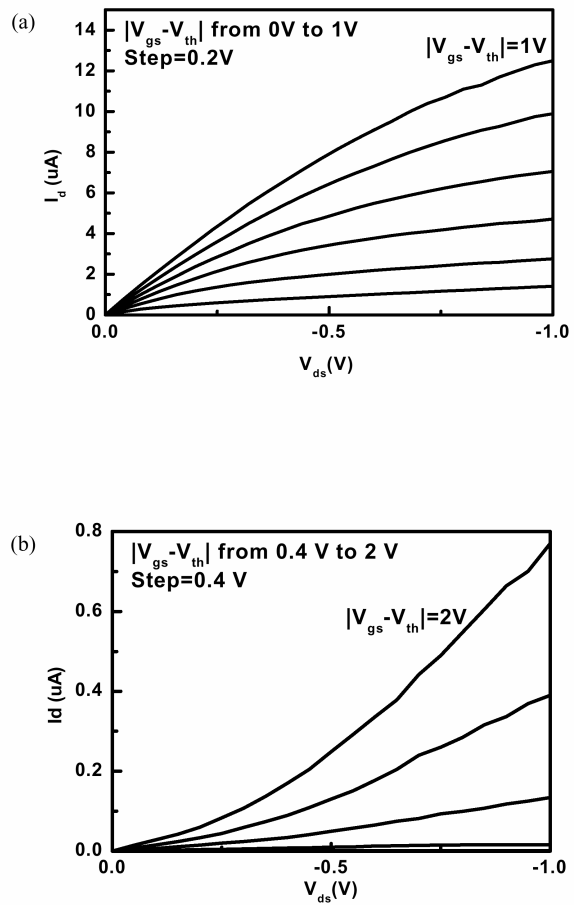 (a)
|Vgs-Vth| from 0V to 1V
Step=0.2V
|Vgs-Vth|=1V
14
12
10
8
6
4
2
0
Id (uA)
0.0
-0.5
-1.0
Vds(V)
(b)
|Vgs-Vth| from 0.4 V to 2 V
Step=0.4 V
|Vgs-Vth|=2V
0.8
0.6
0.4
0.2
0.0
Id (uA)
0.0
-0.5
-1.0
Vds(V)